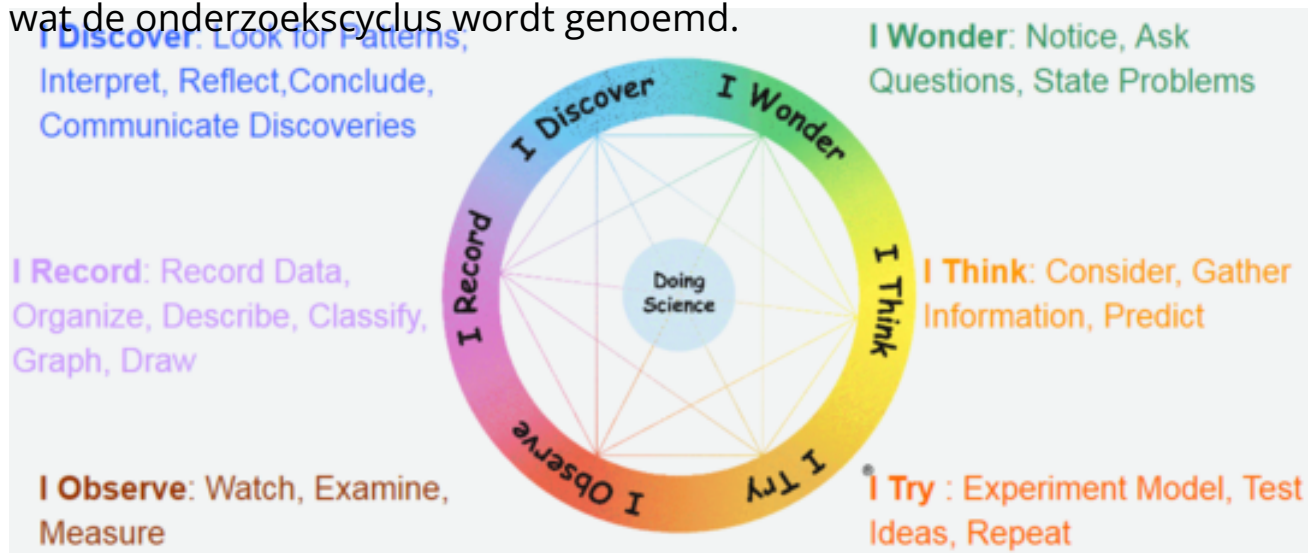 wat de onderzoekscyclus wordt genoemd.
I Discover: Look for Patterns;
Interpret, Reflect,Conclude,
Communicate Discoveries
I Wonder: Notice, Ask
Questions, State Problems
I Discover
I Wonder
I Record
I Think
I Observe
I Try
Doing
Science
I Record: Record Data,
Organize, Describe, Classify,
Graph, Draw
I Think: Consider, Gather
Information, Predict
I Observe: Watch, Examine,
Measure
I Try : Experiment Model, Test
Ideas, Repeat